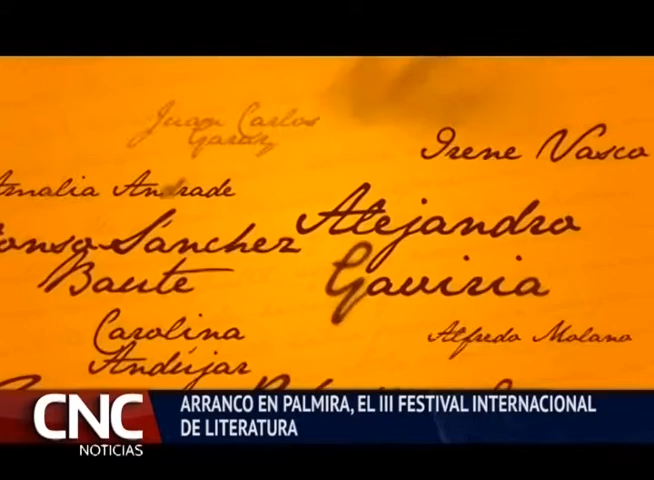 Juan Carlos
Garay
Irene Vasco
Amalia Andrade
Alejandro
Gaviria
onso Sánchez
Baute
Carolina
Andújar
Alfredo Molano
CNC
NOTICIAS
ARRANCO EN PALMIRA, EL III FESTIVAL INTERNACIONAL
DE LITERATURA